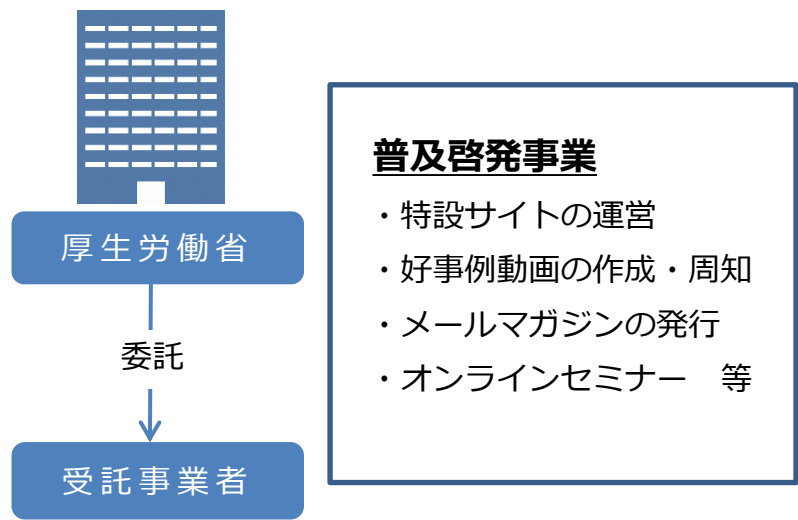 厚生労働省
委託
受託事業者
普及啓発事業
・特設サイトの運営
・好事例動画の作成・周知
・メールマガジンの発行
・オンラインセミナー　等